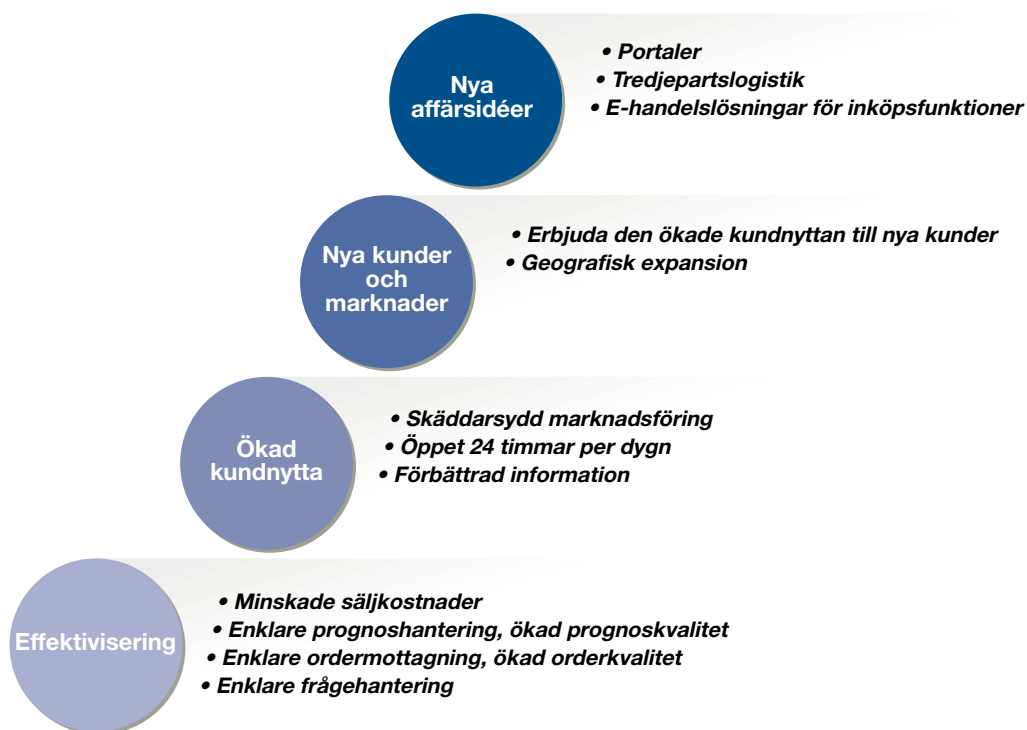 Nya
affärsidéer
• Portaler
• Tredjepartslogistik
• E-handelslösningar för inköpsfunktioner
Nya kunder
och
marknader
• Erbjuda den ökade kundnyttan till nya kunder
• Geografisk expansion
Ökad
kundnytta
• Skäddarsydd marknadsföring
• Öppet 24 timmar per dygn
• Förbättrad information
Effektivisering
• Minskade säljkostnader
• Enklare prognoshantering, ökad prognoskvalitet
• Enklare ordermottagning, ökad orderkvalitet
• Enklare frågehantering